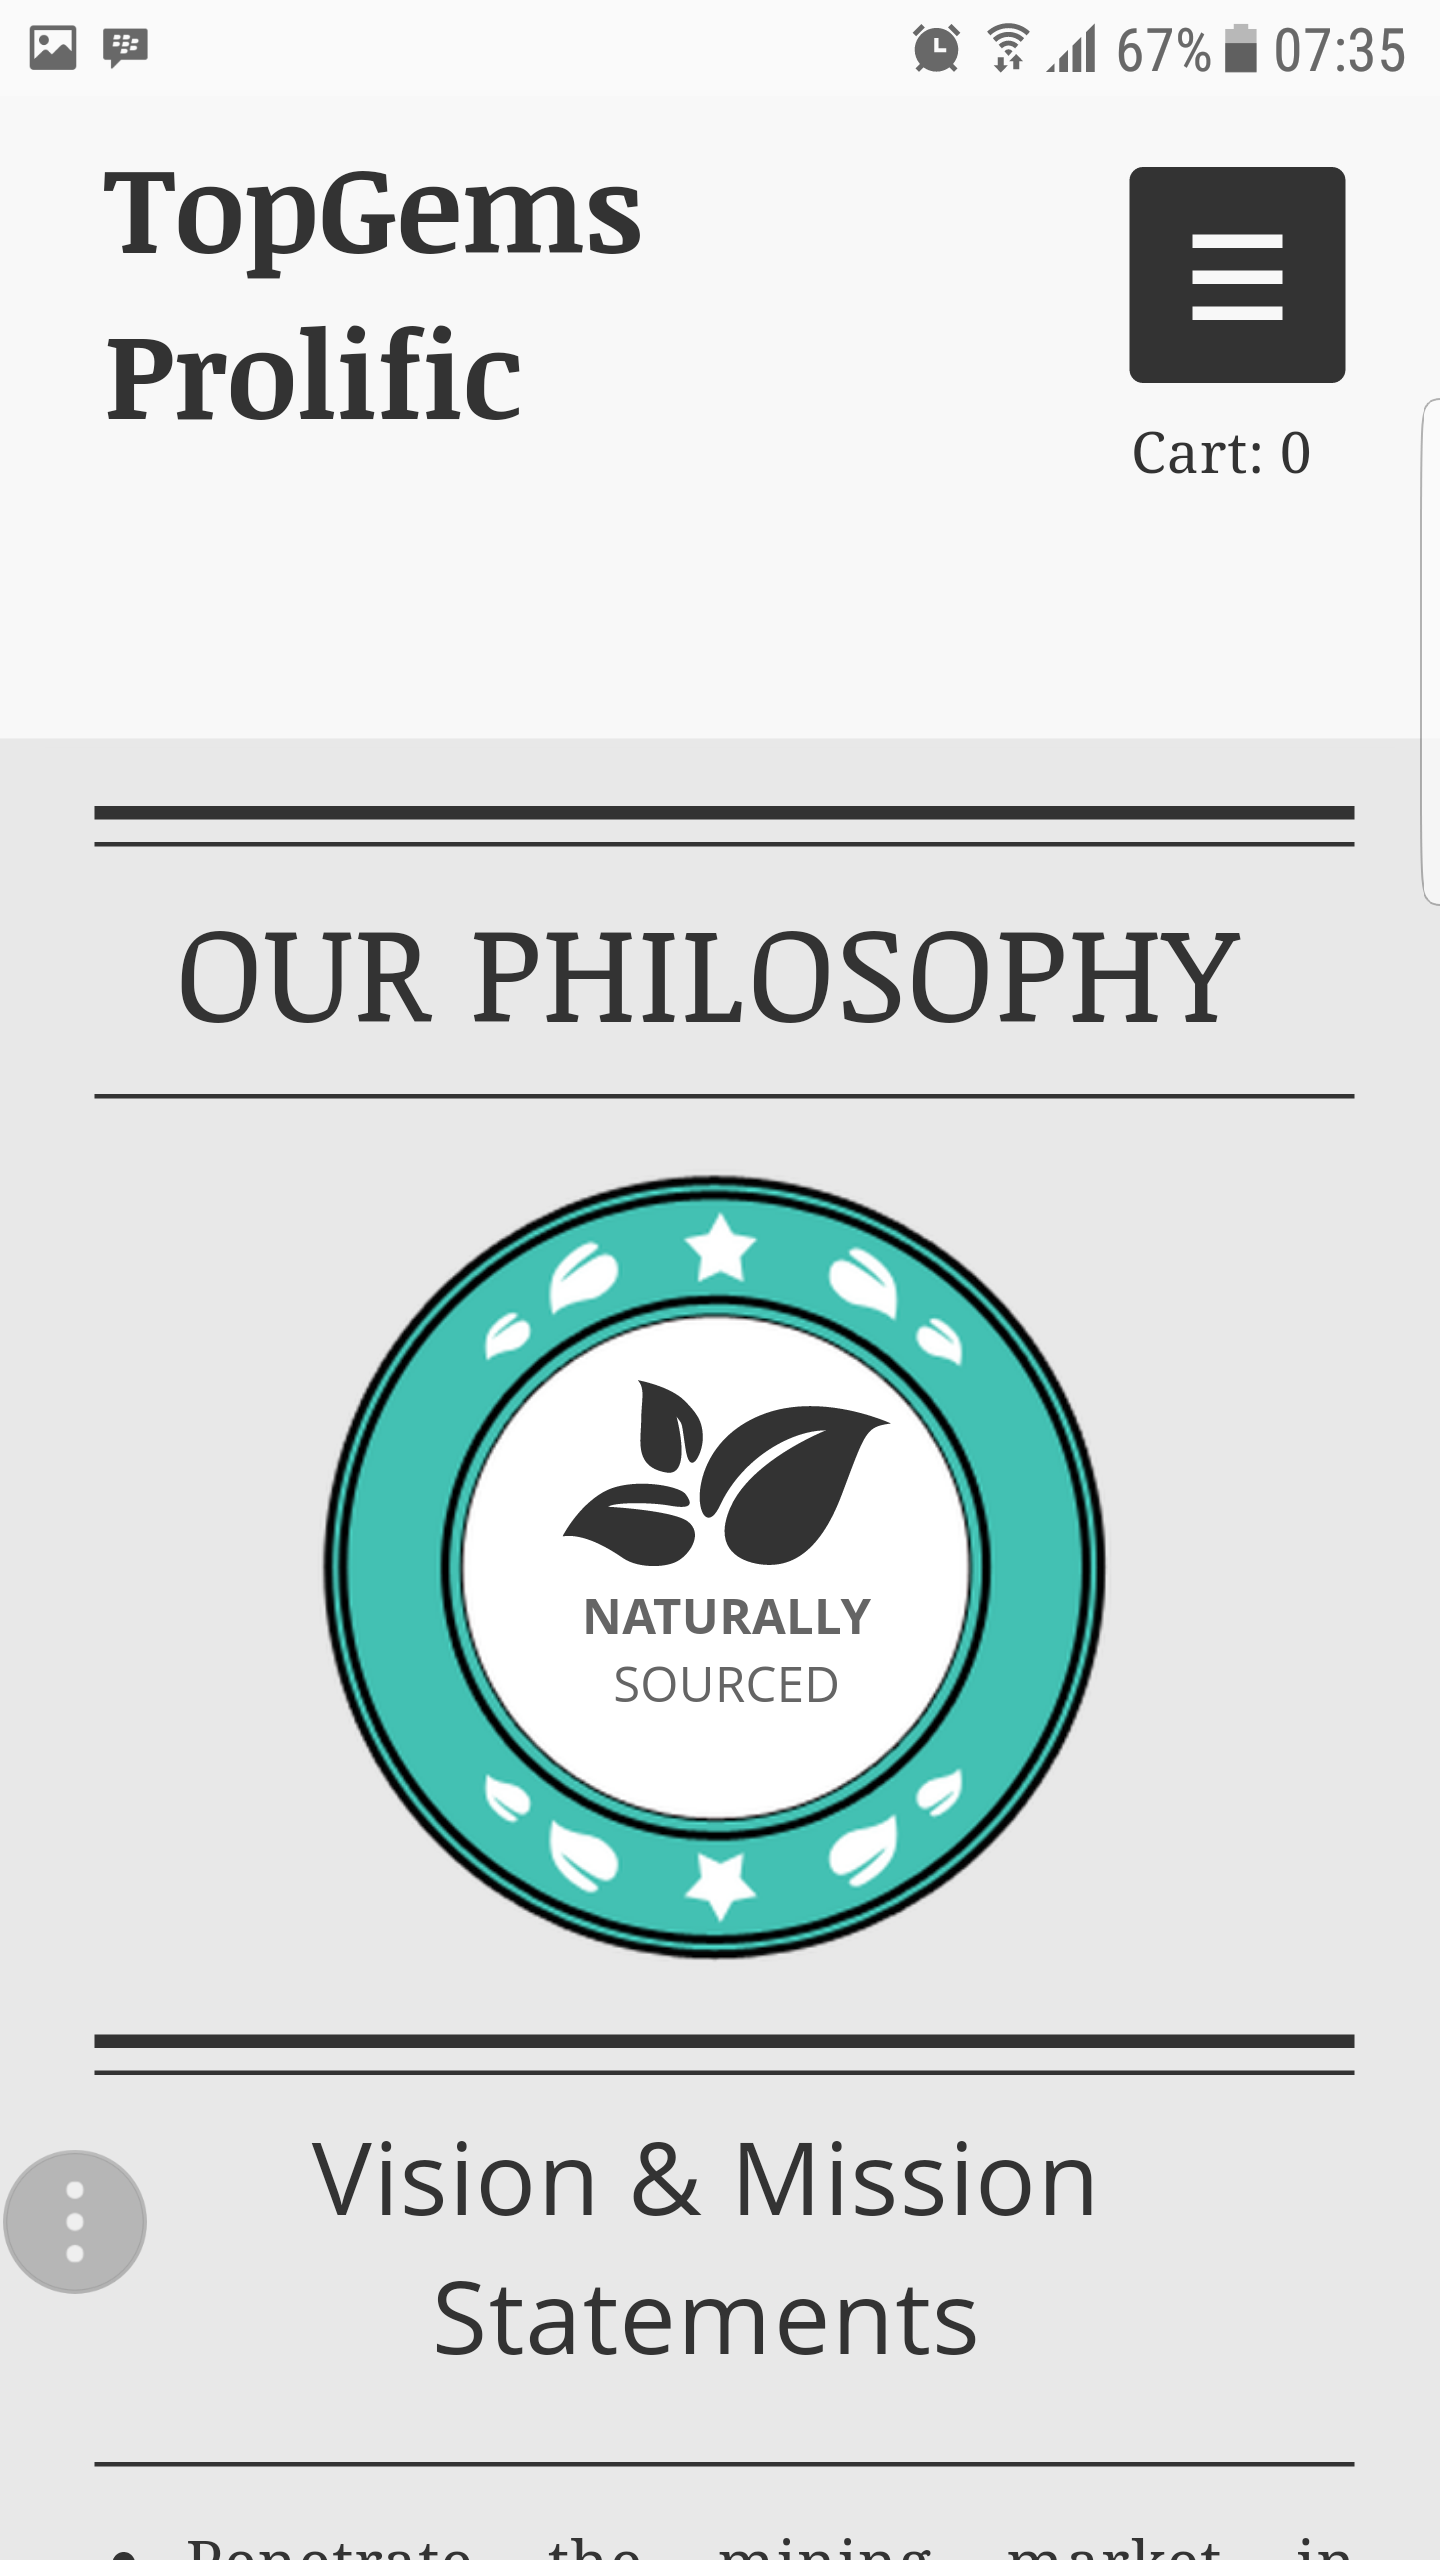 67% 07:35
TopGems
Prolific
Cart: 0
OUR PHILOSOPHY
NATURALLY
SOURCED
Vision & Mission
Statements
• Penetrate the mining market in